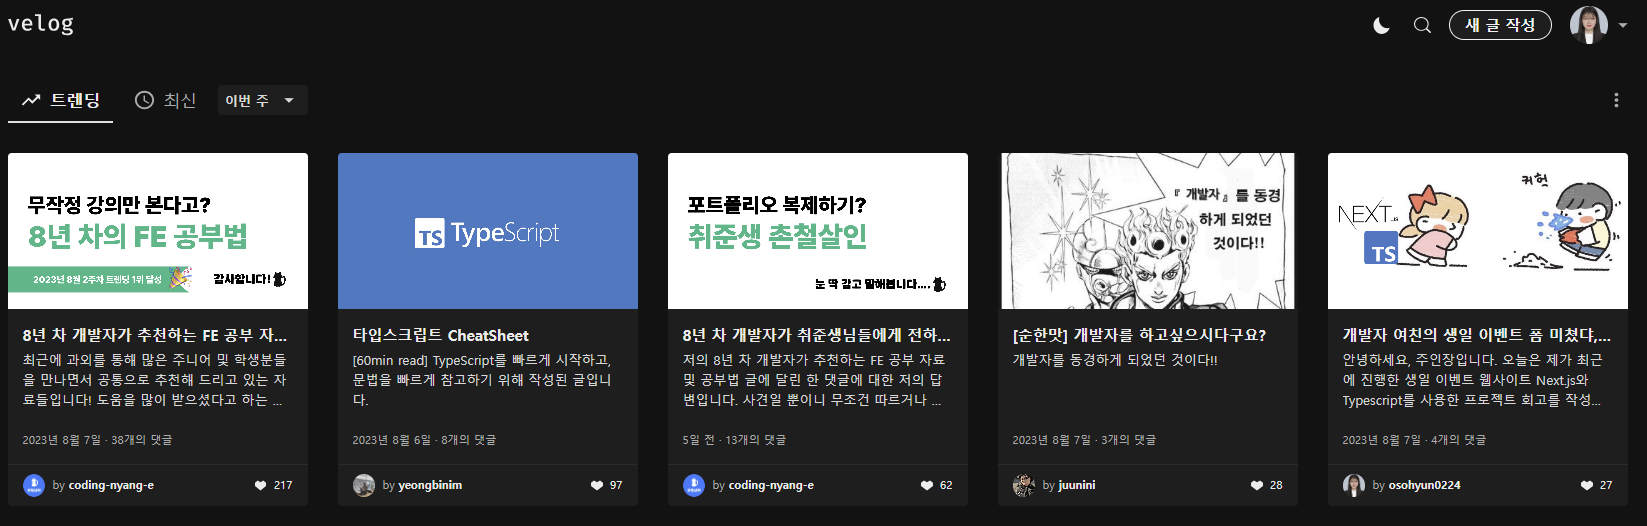 velog
새 글 작성
트렌딩
최신
이번 주
무작정 강의만 본다고?
8년 차의 FE 공부법
2023년 8월 2주차 트렌딩 1위 달성
감사합니다!
8년 차 개발자가 추천하는 FE 공부 자...
최근에 과외를 통해 많은 주니어 및 학생분들
을 만나면서 공통으로 추천해 드리고 있는 자
료들입니다! 도움을 많이 받으셨다고 하는 ...
2023년 8월 7일 · 38개의 댓글
by coding-nyang-e
217
TS TypeScript
타입스크립트 CheatSheet
[60min read] TypeScript를 빠르게 시작하고,
문법을 빠르게 참고하기 위해 작성된 글입니
다.
2023년 8월 6일 · 8개의 댓글
by yeongbinim
97
포트폴리오 복제하기?
취준생 촌철살인
눈 딱 감고 말해봅니다....
8년 차 개발자가 취준생님들에게 전하...
저의 8년 차 개발자가 추천하는 FE 공부 자료
및 공부법 글에 달린 한 댓글에 대한 저의 답
변입니다. 사견일 뿐이니 무조건 따르거나 ...
5일 전 · 13개의 댓글
by coding-nyang-e
62
『 개발자 』를 동경
하게 되었던
것이다!!
[순한맛] 개발자를 하고싶으시다구요?
개발자를 동경하게 되었던 것이다!!
2023년 8월 7일 · 3개의 댓글
by juunini
28
귀헌
NEXT.JS
TS
개발자 여친의 생일 이벤트 폼 미쳤댜,...
안녕하세요, 주인장입니다. 오늘은 제가 최근
에 진행한 생일 이벤트 웹사이트 Next.js와
Typescript를 사용한 프로젝트 회고를 작성...
2023년 8월 7일 · 4개의 댓글
by osohyun0224
27